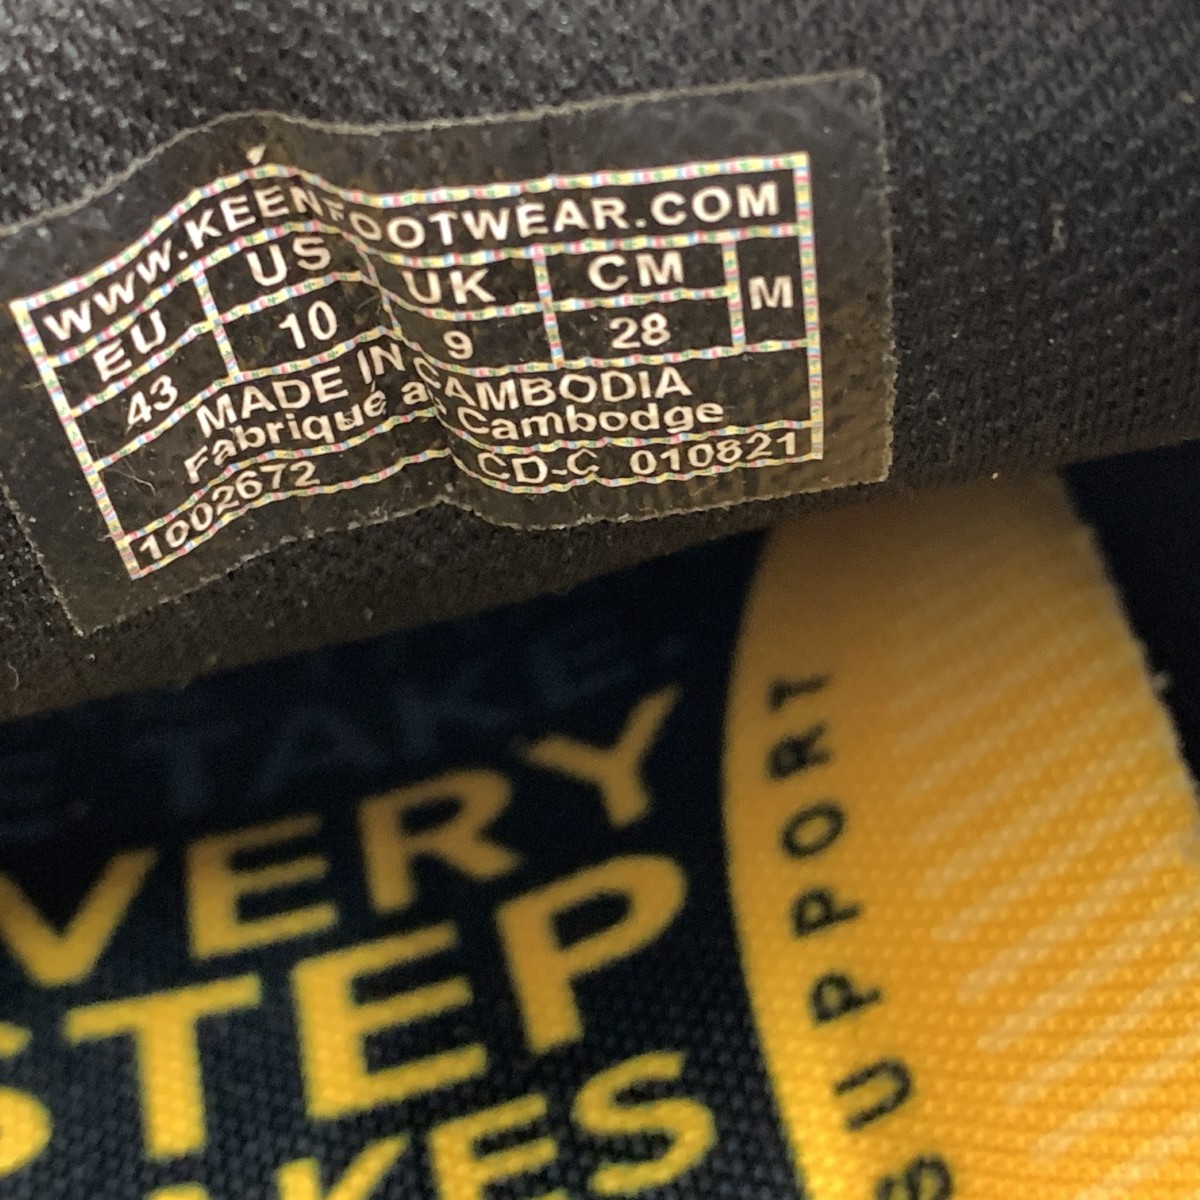 WWW.KEENFOOTWEAR.COM
EU US UK CM M
43 10 9 28
MADE IN CAMBODIA
Fabriqué au Cambodge
1002672 CD-C 010821
TAKE.
VERY
STEP
SUPPORT